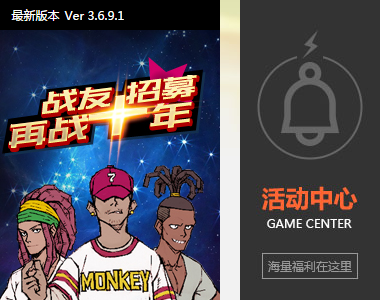 最新版本 Ver 3.6.9.1
战友 招募
再战十年
7
MONKEY
活动中心
GAME CENTER
海量福利在这里